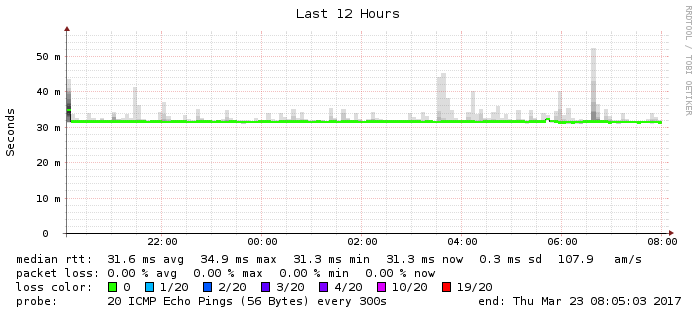 Last 12 Hours
RRDTOOL / TOBI OETIKER
Seconds
50 m
40 m
30 m
20 m
10 m
0
22:00 00:00 02:00 04:00 06:00 08:00
median rtt: 31.6 ms avg 34.9 ms max 31.3 ms min 31.3 ms now 0.3 ms sd 107.9 am/s
packet loss: 0.00 % avg 0.00 % max 0.00 % min 0.00 % now
loss color: 0 1/20 2/20 3/20 4/20 10/20 19/20
probe: 20 ICMP Echo Pings (56 Bytes) every 300s end: Thu Mar 23 08:05:03 2017